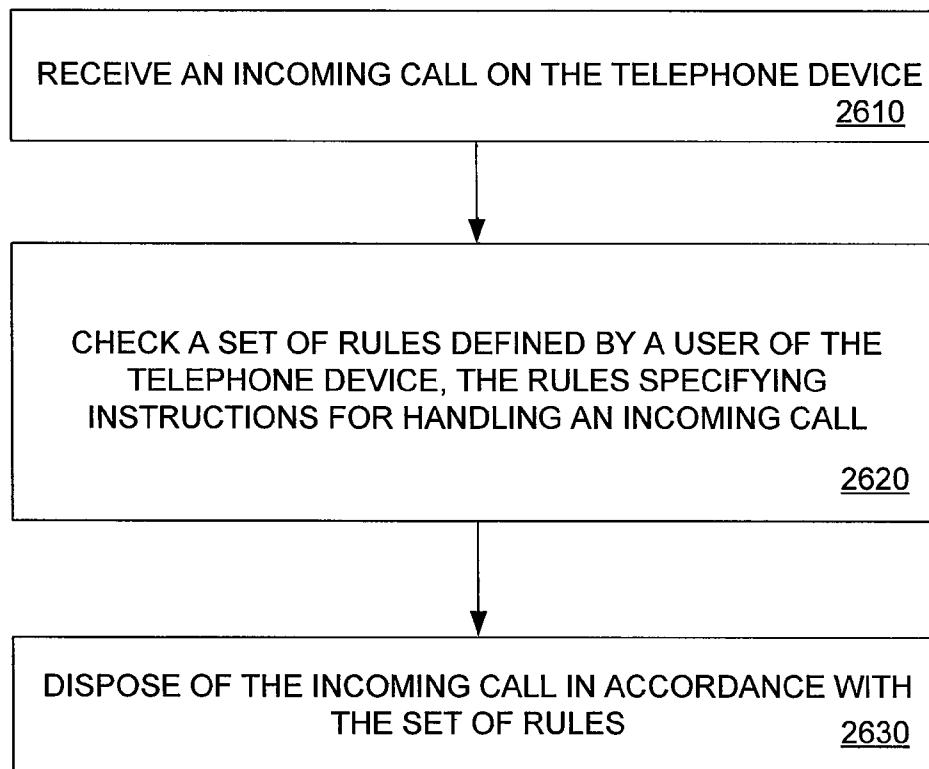 RECEIVE AN INCOMING CALL ON THE TELEPHONE DEVICE
2610
CHECK A SET OF RULES DEFINED BY A USER OF THE
TELEPHONE DEVICE, THE RULES SPECIFYING
INSTRUCTIONS FOR HANDLING AN INCOMING CALL
2620
DISPOSE OF THE INCOMING CALL IN ACCORDANCE WITH
THE SET OF RULES
2630